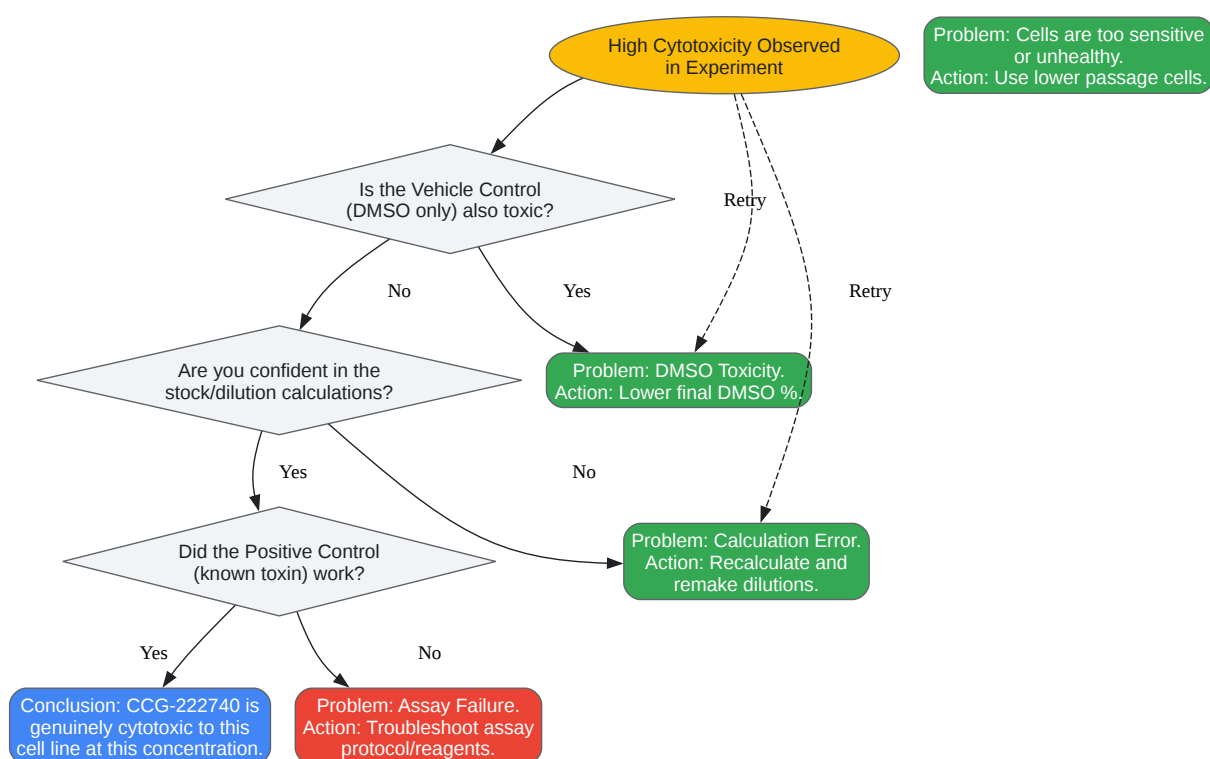 High Cytotoxicity Observed
in Experiment
Problem: Cells are too sensitive
or unhealthy.
Action: Use lower passage cells.
Is the Vehicle Control
(DMSO only) also toxic?
Retry
No
Yes
Retry
Are you confident in the
stock/dilution calculations?
Problem: DMSO Toxicity.
Action: Lower final DMSO %.
Yes
No
Did the Positive Control
(known toxin) work?
Problem: Calculation Error.
Action: Recalculate and
remake dilutions.
Yes
No
Conclusion: CCG-222740 is
genuinely cytotoxic to this
cell line at this concentration.
Problem: Assay Failure.
Action: Troubleshoot assay
protocol/reagents.